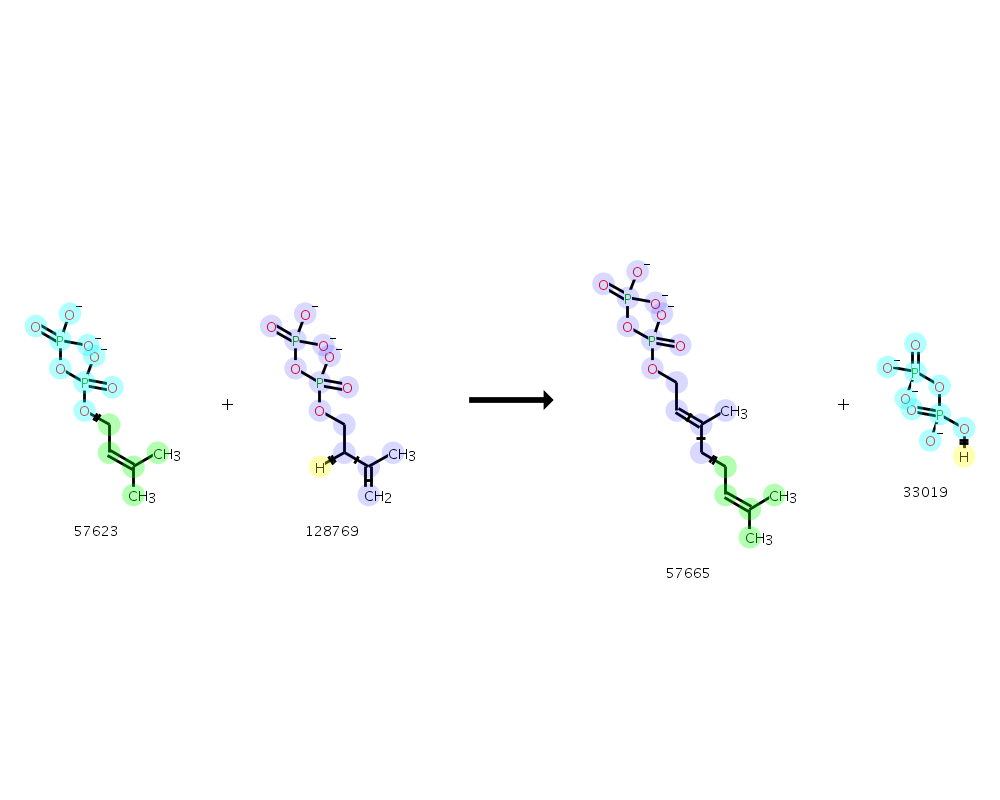 O O⁻
P O⁻
O⁻
O P O
O
CH3
CH3
57623
+
O O⁻
P O⁻
O⁻
O P O
O
H CH3
CH2
128769
O O⁻
P O⁻
O⁻
O P O
O
CH3
CH3
CH3
57665
+
O
O⁻ P
O⁻ O
O P
O⁻ O
H
33019